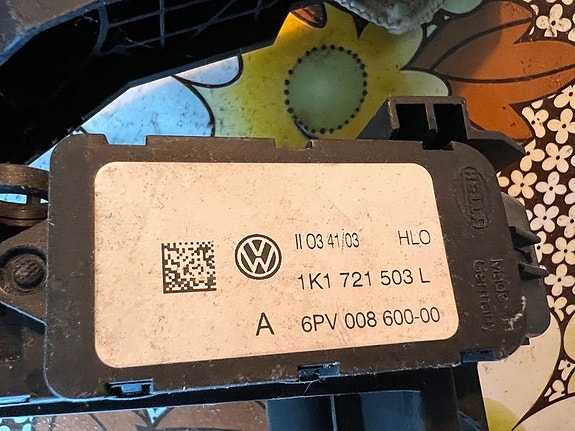 II 03 41/03 HLO
1K1 721 503 L
A 6PV 008 600-00
HELLA
Made in
Germany